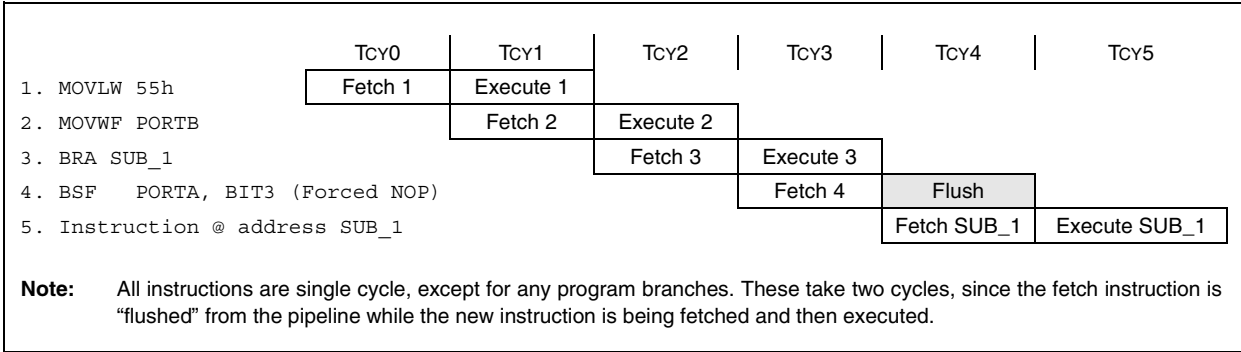 TCY0 TCY1 TCY2 TCY3 TCY4 TCY5
1. MOVLW 55h Fetch 1 Execute 1
2. MOVWF PORTB Fetch 2 Execute 2
3. BRA SUB_1 Fetch 3 Execute 3
4. BSF PORTA, BIT3 (Forced NOP) Fetch 4 Flush
5. Instruction @ address SUB_1 Fetch SUB_1 Execute SUB_1
Note: All instructions are single cycle, except for any program branches. These take two cycles, since the fetch instruction is
“flushed” from the pipeline while the new instruction is being fetched and then executed.